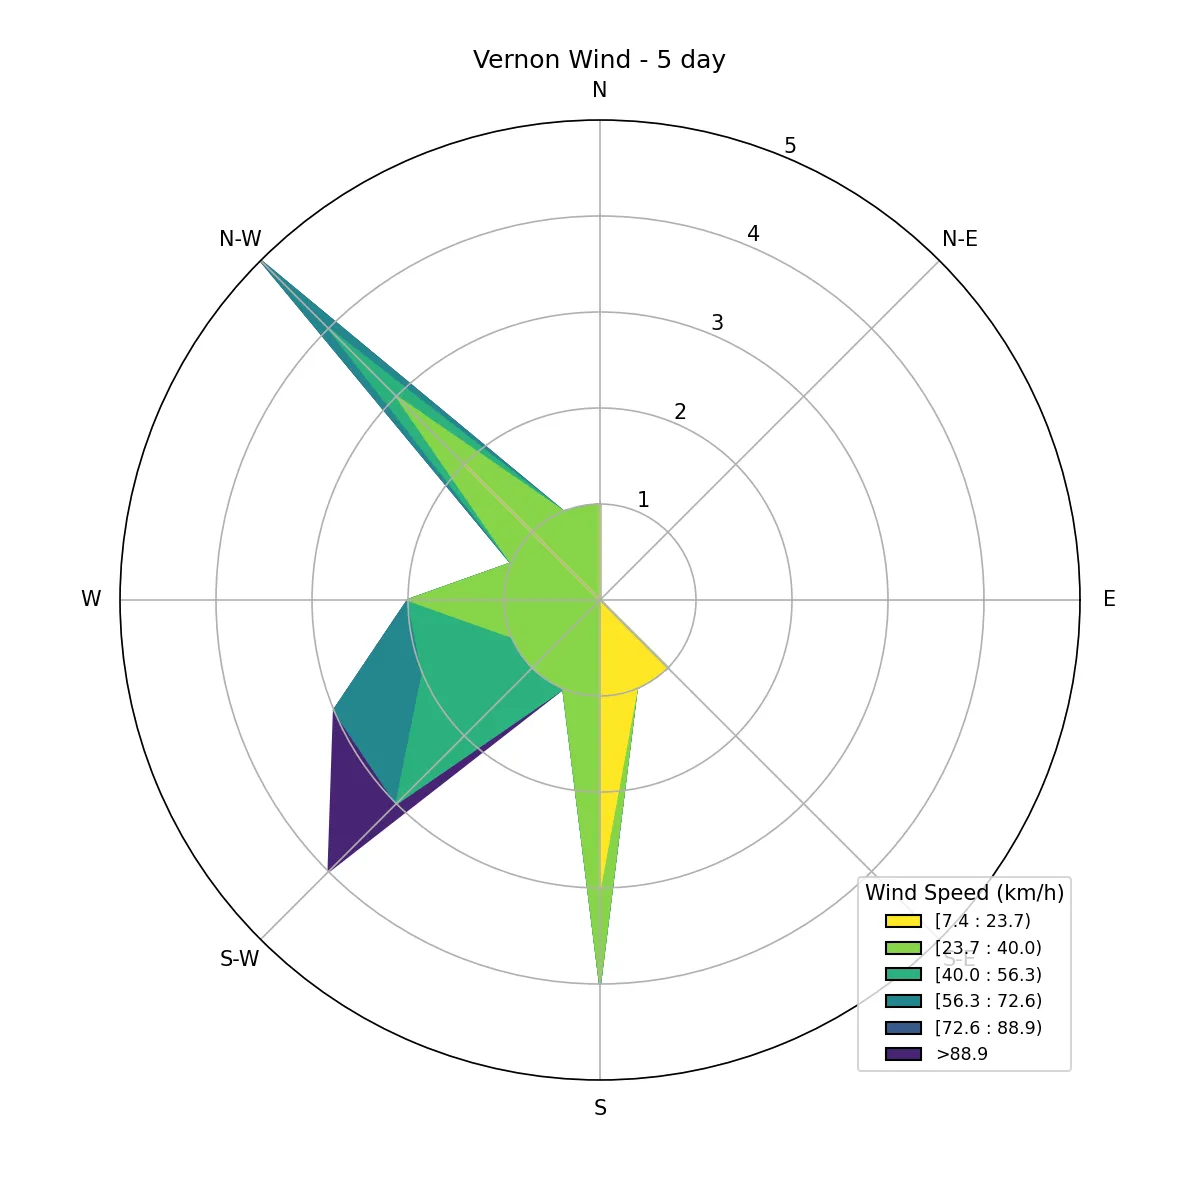 Vernon Wind - 5 day
N
5
N-W
N-E
4
3
2
1
W
E
Wind Speed (km/h)
[7.4 : 23.7)
[23.7 : 40.0)
S-W
S-E
[40.0 : 56.3)
[56.3 : 72.6)
[72.6 : 88.9)
>88.9
S